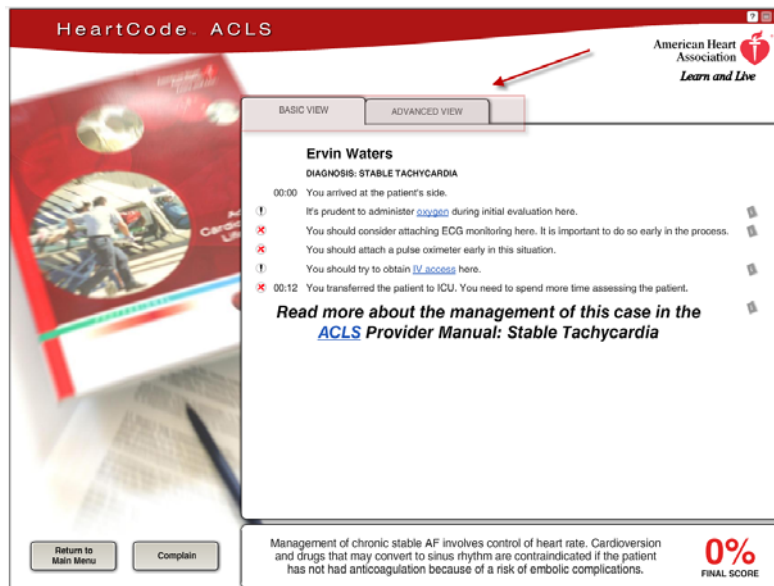 HeartCode™ ACLS
?
American Heart
Association
Learn and Live
BASIC VIEW
ADVANCED VIEW
Ervin Waters
DIAGNOSIS: STABLE TACHYCARDIA
00:00 You arrived at the patient's side.
It's prudent to administer oxygen during initial evaluation here.
You should consider attaching ECG monitoring here. It is important to do so early in the process.
You should attach a pulse oximeter early in this situation.
You should try to obtain IV access here.
00:12 You transferred the patient to ICU. You need to spend more time assessing the patient.
Read more about the management of this case in the
ACLS Provider Manual: Stable Tachycardia
Return to
Main Menu
Complain
Management of chronic stable AF involves control of heart rate. Cardioversion
and drugs that may convert to sinus rhythm are contraindicated if the patient
has not had anticoagulation because of a risk of embolic complications.
0%
FINAL SCORE